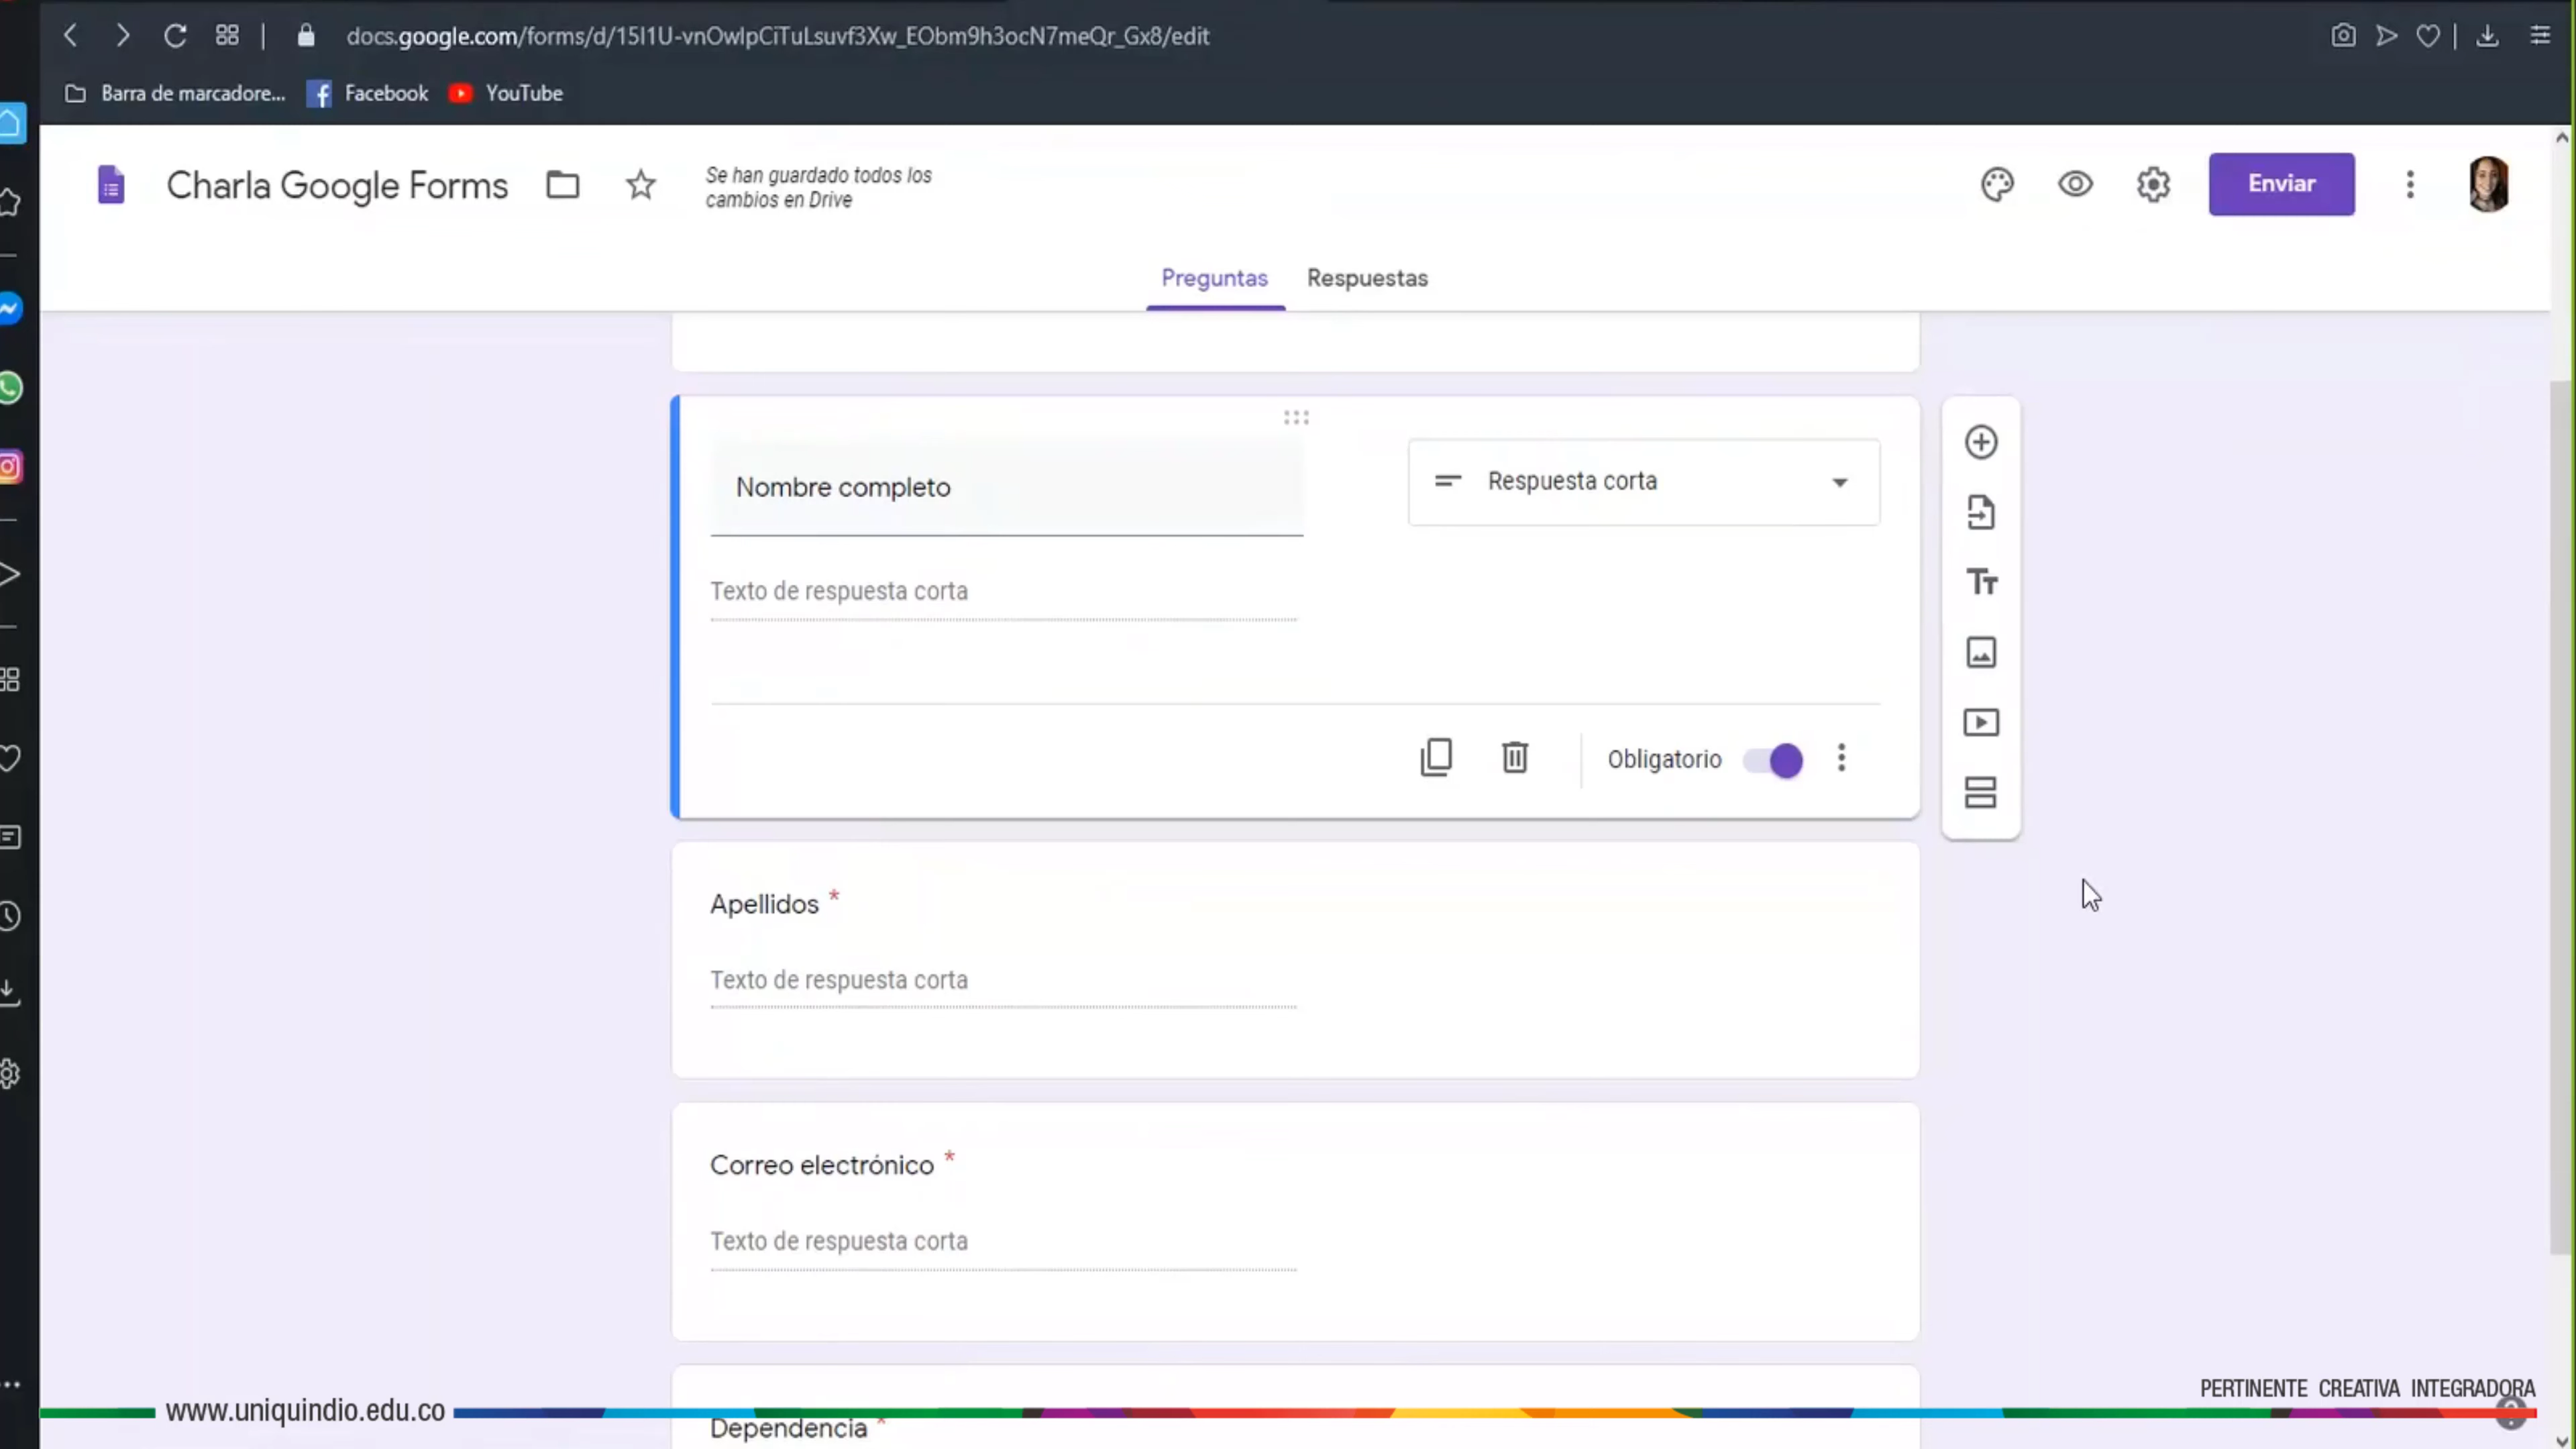 docs.google.com/forms/d/15I1U-vnOwlpCiTuLsuvf3Xw_EObm9h3ocN7meQr_Gx8/edit
Barra de marcadore... Facebook YouTube
Charla Google Forms
Se han guardado todos los
cambios en Drive
Enviar
Preguntas Respuestas
Nombre completo
Respuesta corta
Texto de respuesta corta
Obligatorio
Apellidos *
Texto de respuesta corta
Correo electrónico *
Texto de respuesta corta
PERTINENTE CREATIVA INTEGRADORA
www.uniquindio.edu.co
Dependencia *